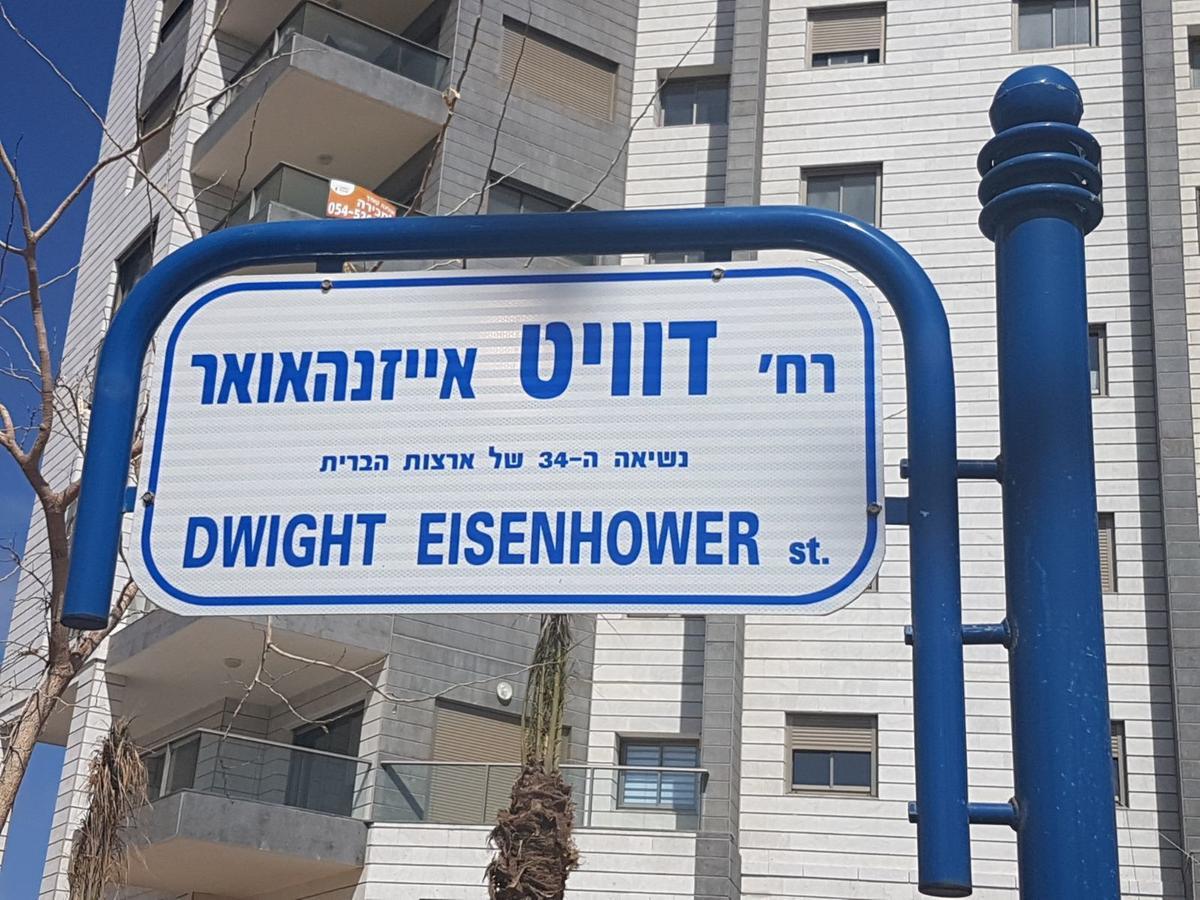 רח' דוויט אייזנהאואר
נשיאה ה-34 של ארצות הברית
DWIGHT EISENHOWER st.